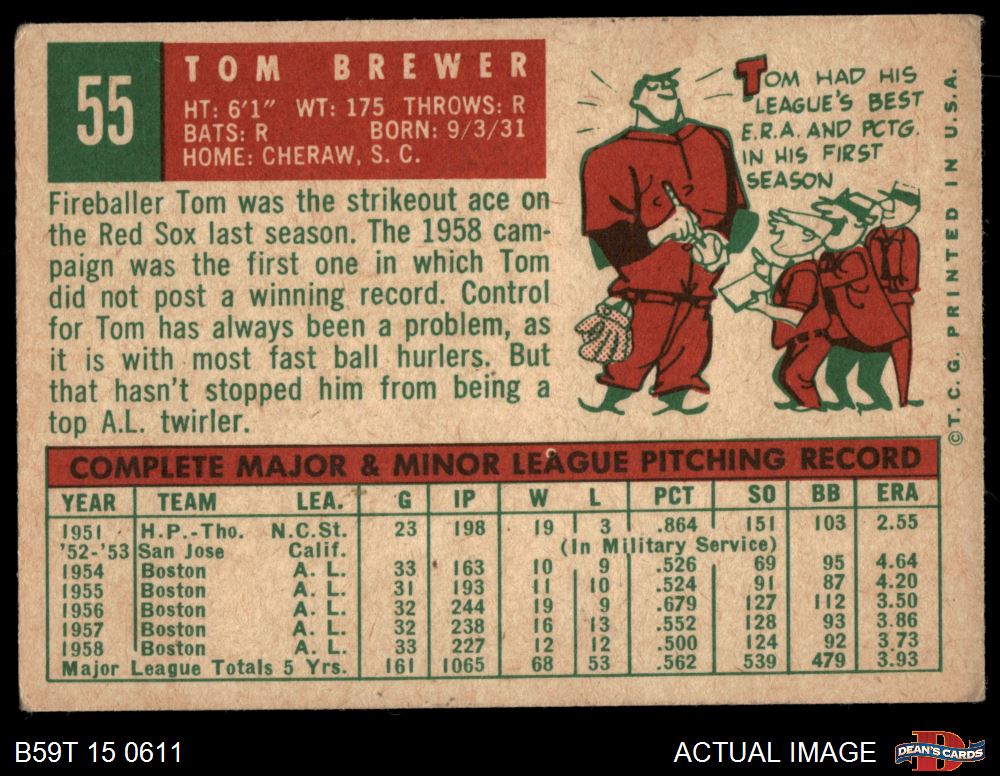 55
TOM BREWER
HT: 6'1" WT: 175 THROWS: R
BATS: R BORN: 9/3/31
HOME: CHERAW, S. C.
Fireballer Tom was the strikeout ace on
the Red Sox last season. The 1958 cam-
paign was the first one in which Tom
did not post a winning record. Control
for Tom has always been a problem, as
it is with most fast ball hurlers. But
that hasn't stopped him from being a
top A.L. twirler.
TOM HAD HIS
LEAGUE'S BEST
E.R.A. AND PCTG.
IN HIS FIRST
SEASON
©T.C.G. PRINTED IN U.S.A.
COMPLETE MAJOR & MINOR LEAGUE PITCHING RECORD
YEAR TEAM LEA. G IP W L PCT SO BB ERA
1951 H.P.-Tho. N.C.St. 23 198 19 3 .864 151 103 2.55
'52-'53 San Jose Calif. (In Military Service)
1954 Boston A. L. 33 163 10 9 .526 69 95 4.64
1955 Boston A. L. 31 193 11 10 .524 91 87 4.20
1956 Boston A. L. 32 244 19 9 .679 127 112 3.50
1957 Boston A. L. 32 238 16 13 .552 128 93 3.86
1958 Boston A. L. 33 227 12 12 .500 124 92 3.73
Major League Totals 5 Yrs. 161 1065 68 53 .562 539 479 3.93
B59T 15 0611
ACTUAL IMAGE
D
DEAN'S CARDS